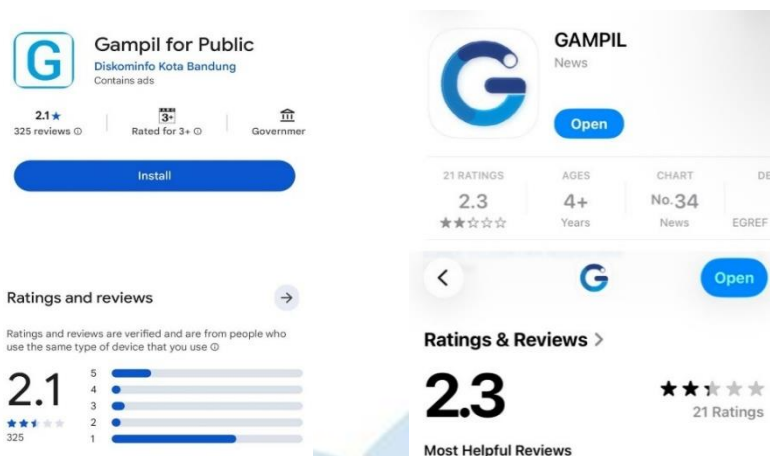 G
Gampil for Public
Diskominfo Kota Bandung
Contains ads
2.1★
325 reviews
3+
Rated for 3+
Governmer
Install
Ratings and reviews
Ratings and reviews are verified and are from people who
use the same type of device that you use
2.1
325
5
4
3
2
1
GAMPIL
News
Open
21 RATINGS
2.3
AGES
4+
Years
CHART
No.34
News
DE
EGREF
Open
Ratings & Reviews >
2.3
21 Ratings
Most Helpful Reviews